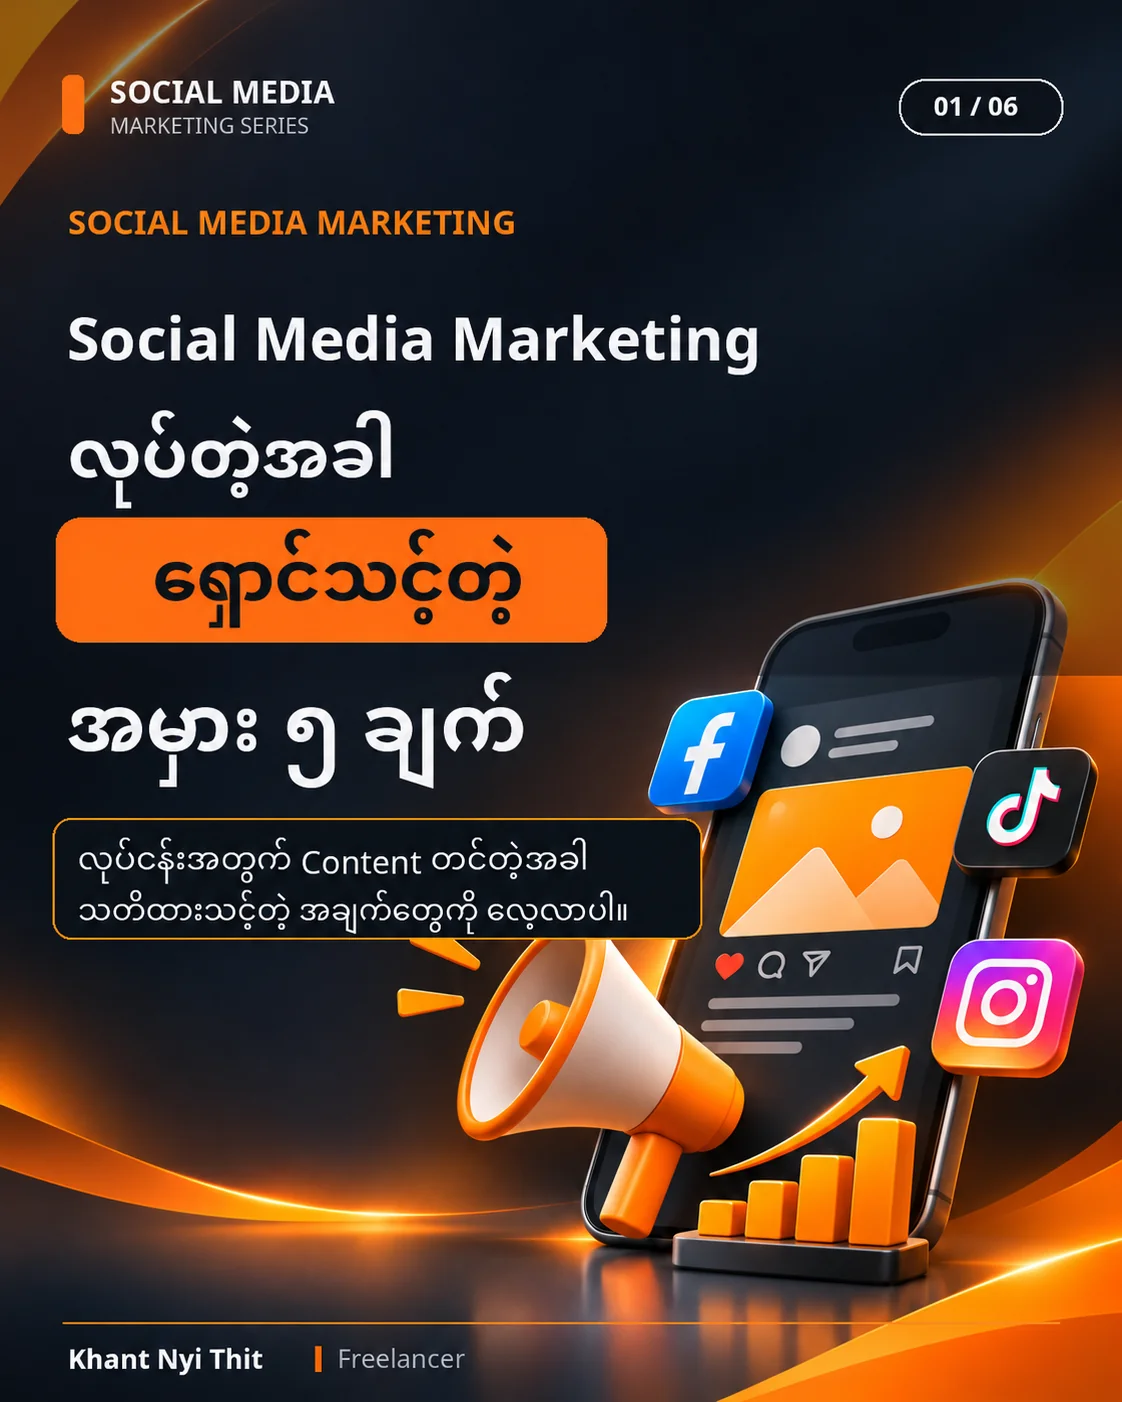 SOCIAL MEDIA
MARKETING SERIES
01 / 06
SOCIAL MEDIA MARKETING
Social Media Marketing
လုပ်တဲ့အခါ
ရှောင်သင့်တဲ့
အမှား ၅ ချက်
လုပ်ငန်းအတွက် Content တင်တဲ့အခါ
သတိထားသင့်တဲ့ အချက်တွေကို လေ့လာပါ။
Khant Nyi Thit
Freelancer